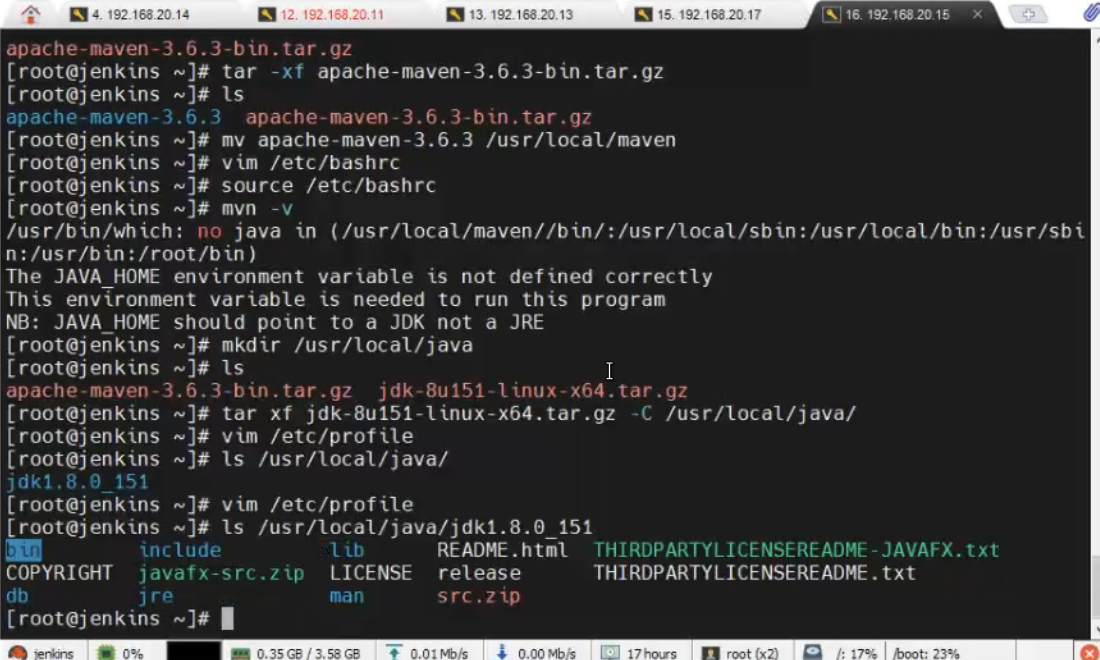 4. 192.168.20.14 12. 192.168.20.11 13. 192.168.20.13 15. 192.168.20.17 16. 192.168.20.15
apache-maven-3.6.3-bin.tar.gz
[root@jenkins ~]# tar -xf apache-maven-3.6.3-bin.tar.gz
[root@jenkins ~]# ls
apache-maven-3.6.3  apache-maven-3.6.3-bin.tar.gz
[root@jenkins ~]# mv apache-maven-3.6.3 /usr/local/maven
[root@jenkins ~]# vim /etc/bashrc
[root@jenkins ~]# source /etc/bashrc
[root@jenkins ~]# mvn -v
/usr/bin/which: no java in (/usr/local/maven//bin/:/usr/local/sbin:/usr/local/bin:/usr/sbi
n:/usr/bin:/root/bin)
The JAVA_HOME environment variable is not defined correctly
This environment variable is needed to run this program
NB: JAVA_HOME should point to a JDK not a JRE
[root@jenkins ~]# mkdir /usr/local/java
[root@jenkins ~]# ls
apache-maven-3.6.3-bin.tar.gz  jdk-8u151-linux-x64.tar.gz
[root@jenkins ~]# tar xf jdk-8u151-linux-x64.tar.gz -C /usr/local/java/
[root@jenkins ~]# vim /etc/profile
[root@jenkins ~]# ls /usr/local/java/
jdk1.8.0_151
[root@jenkins ~]# vim /etc/profile
[root@jenkins ~]# ls /usr/local/java/jdk1.8.0_151
bin include lib README.html THIRDPARTYLICENSEREADME-JAVAFX.txt
COPYRIGHT javafx-src.zip LICENSE release THIRDPARTYLICENSEREADME.txt
db jre man src.zip
[root@jenkins ~]#
jenkins 0% 0.35 GB / 3.58 GB 0.01 Mb/s 0.00 Mb/s 17 hours root (x2) /: 17% /boot: 23%